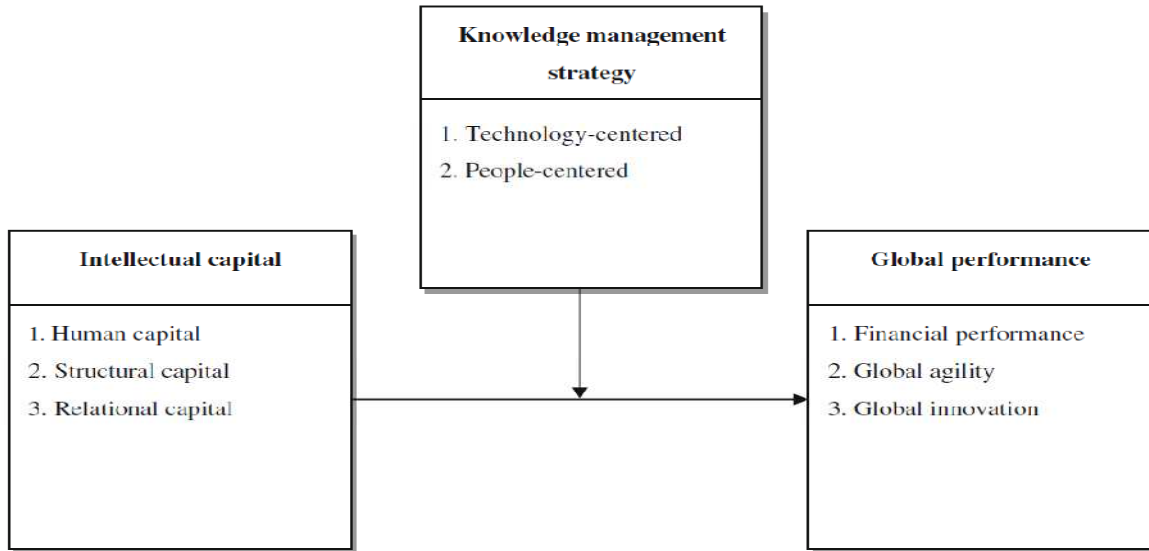 Knowledge management
strategy
1. Technology-centered
2. People-centered
Intellectual capital
1. Human capital
2. Structural capital
3. Relational capital
Global performance
1. Financial performance
2. Global agility
3. Global innovation